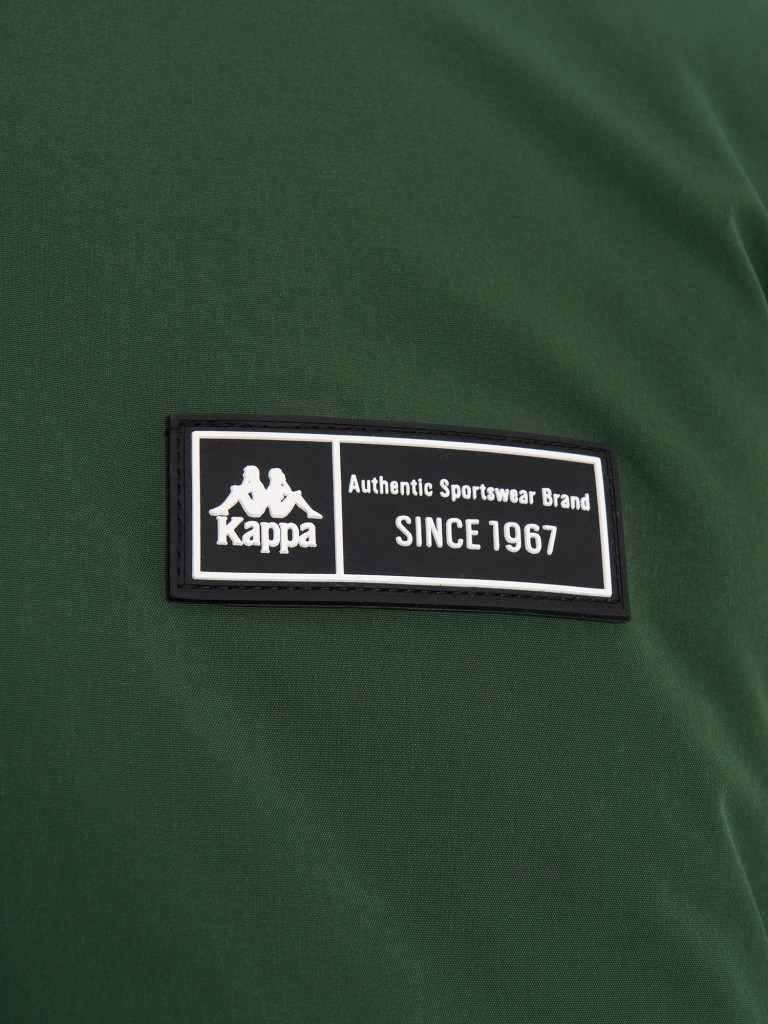 Kappa
Authentic Sportswear Brand
SINCE 1967